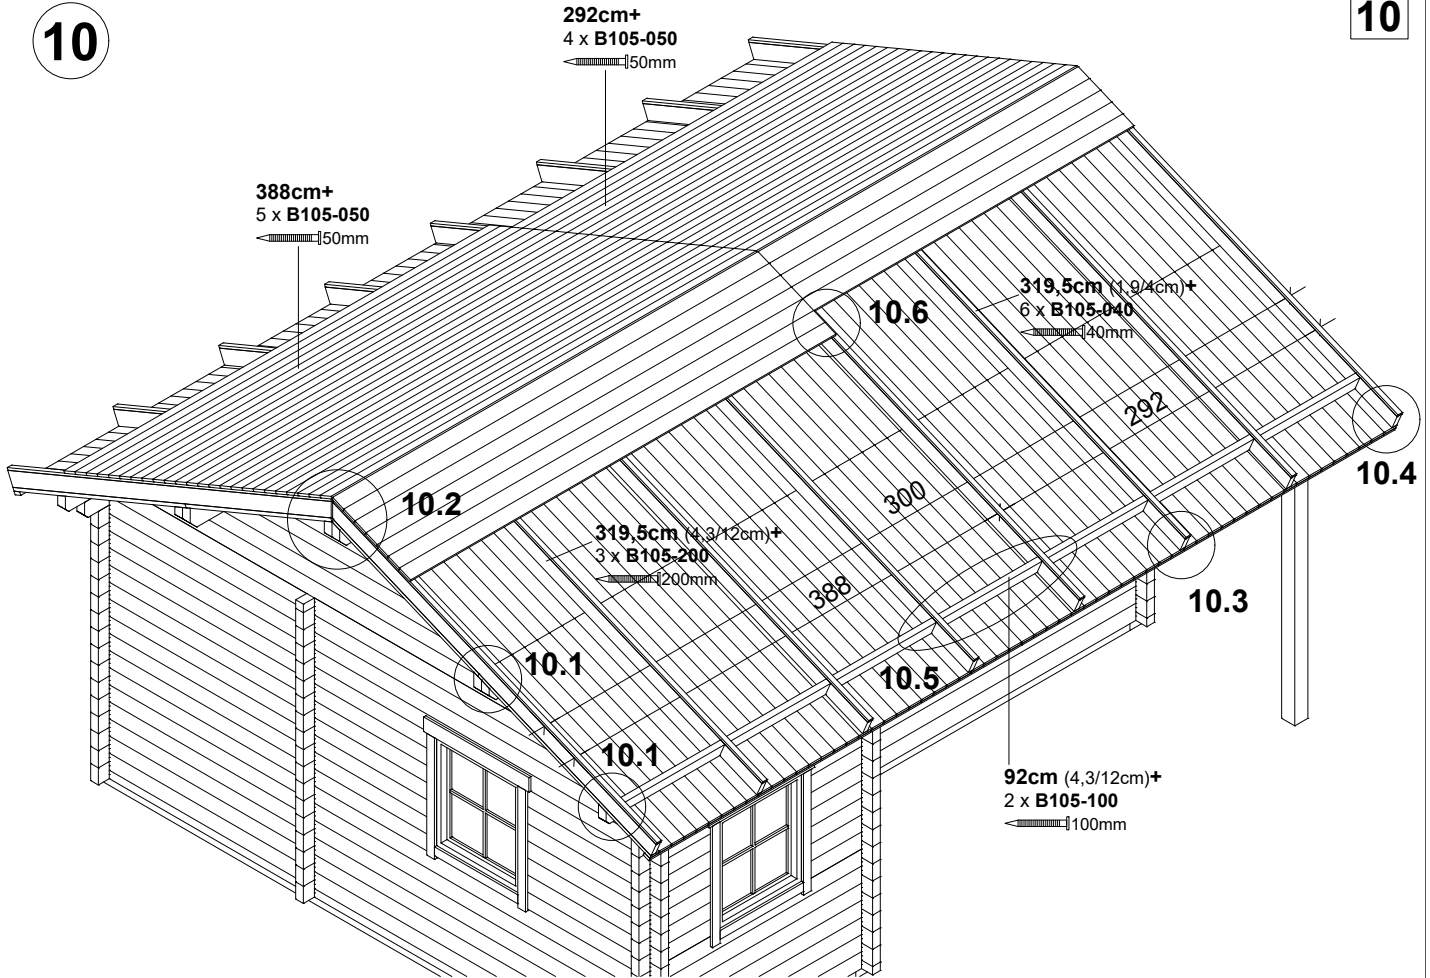 10
10
292cm+
4 x B105-050
50mm
388cm+
5 x B105-050
50mm
10.6
319,5cm (1,9/4cm)+
6 x B105-040
40mm
292
10.4
10.2
300
319,5cm (4,3/12cm)+
3 x B105-200
200mm
388
10.3
10.1
10.5
10.1
92cm (4,3/12cm)+
2 x B105-100
100mm